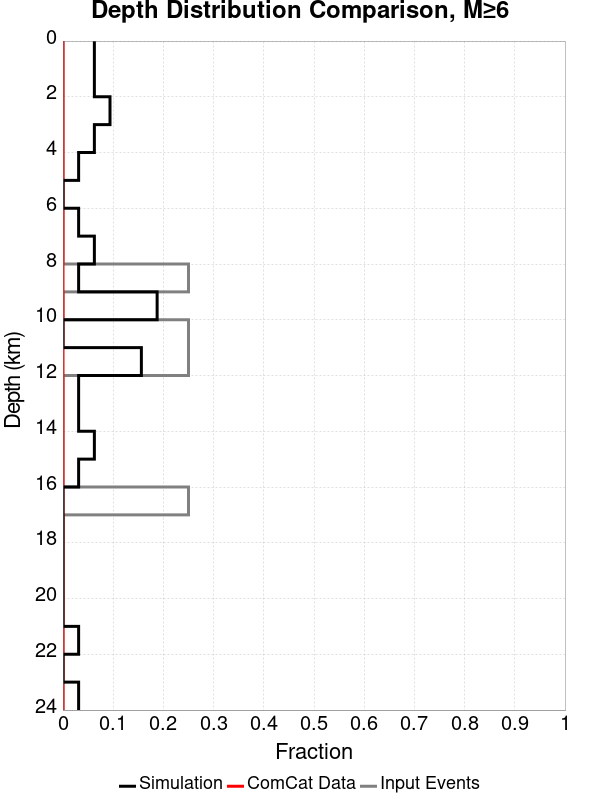 Depth Distribution Comparison, M≥6
0
2
4
6
8
10
12
14
16
18
20
22
24
Depth (km)
0 0.1 0.2 0.3 0.4 0.5 0.6 0.7 0.8 0.9 1
Fraction
Simulation ComCat Data Input Events